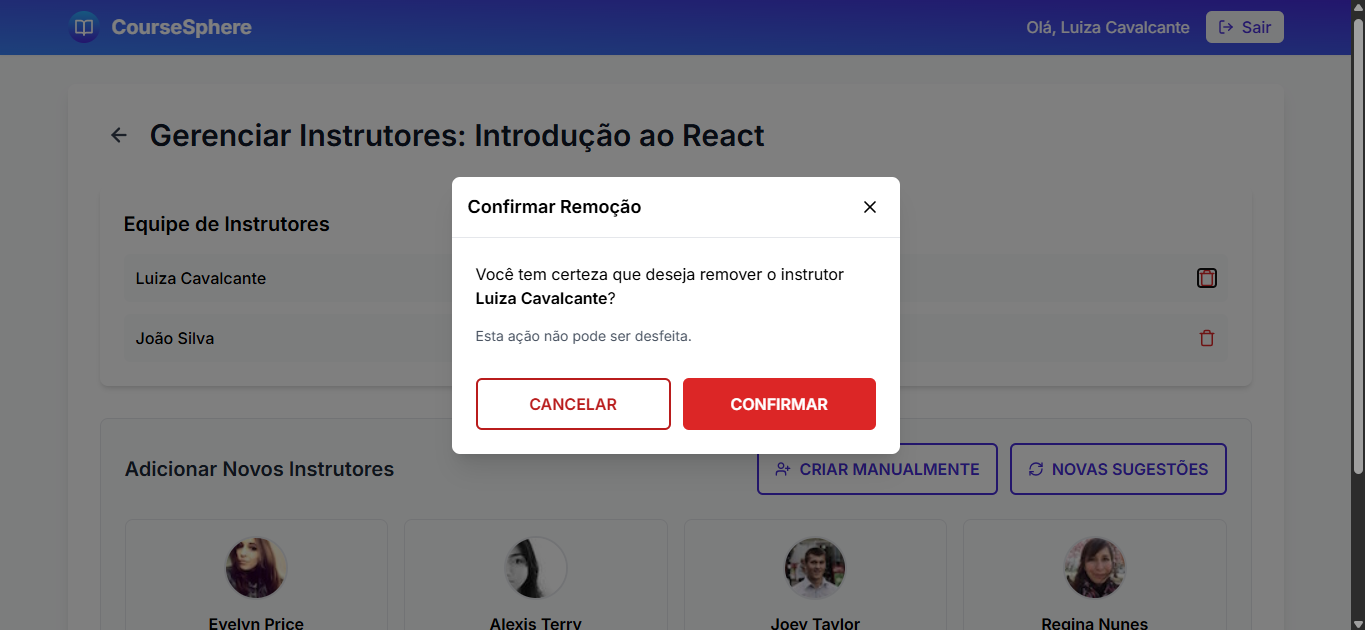 CourseSphere
Olá, Luiza Cavalcante
Sair
Gerenciar Instrutores: Introdução ao React
Equipe de Instrutores
Luiza Cavalcante
João Silva
Confirmar Remoção
Você tem certeza que deseja remover o instrutor
Luiza Cavalcante?
Esta ação não pode ser desfeita.
CANCELAR
CONFIRMAR
Adicionar Novos Instrutores
CRIAR MANUALMENTE
NOVAS SUGESTÕES
Evelyn Price
Alexis Terry
Joey Taylor
Regina Nunes